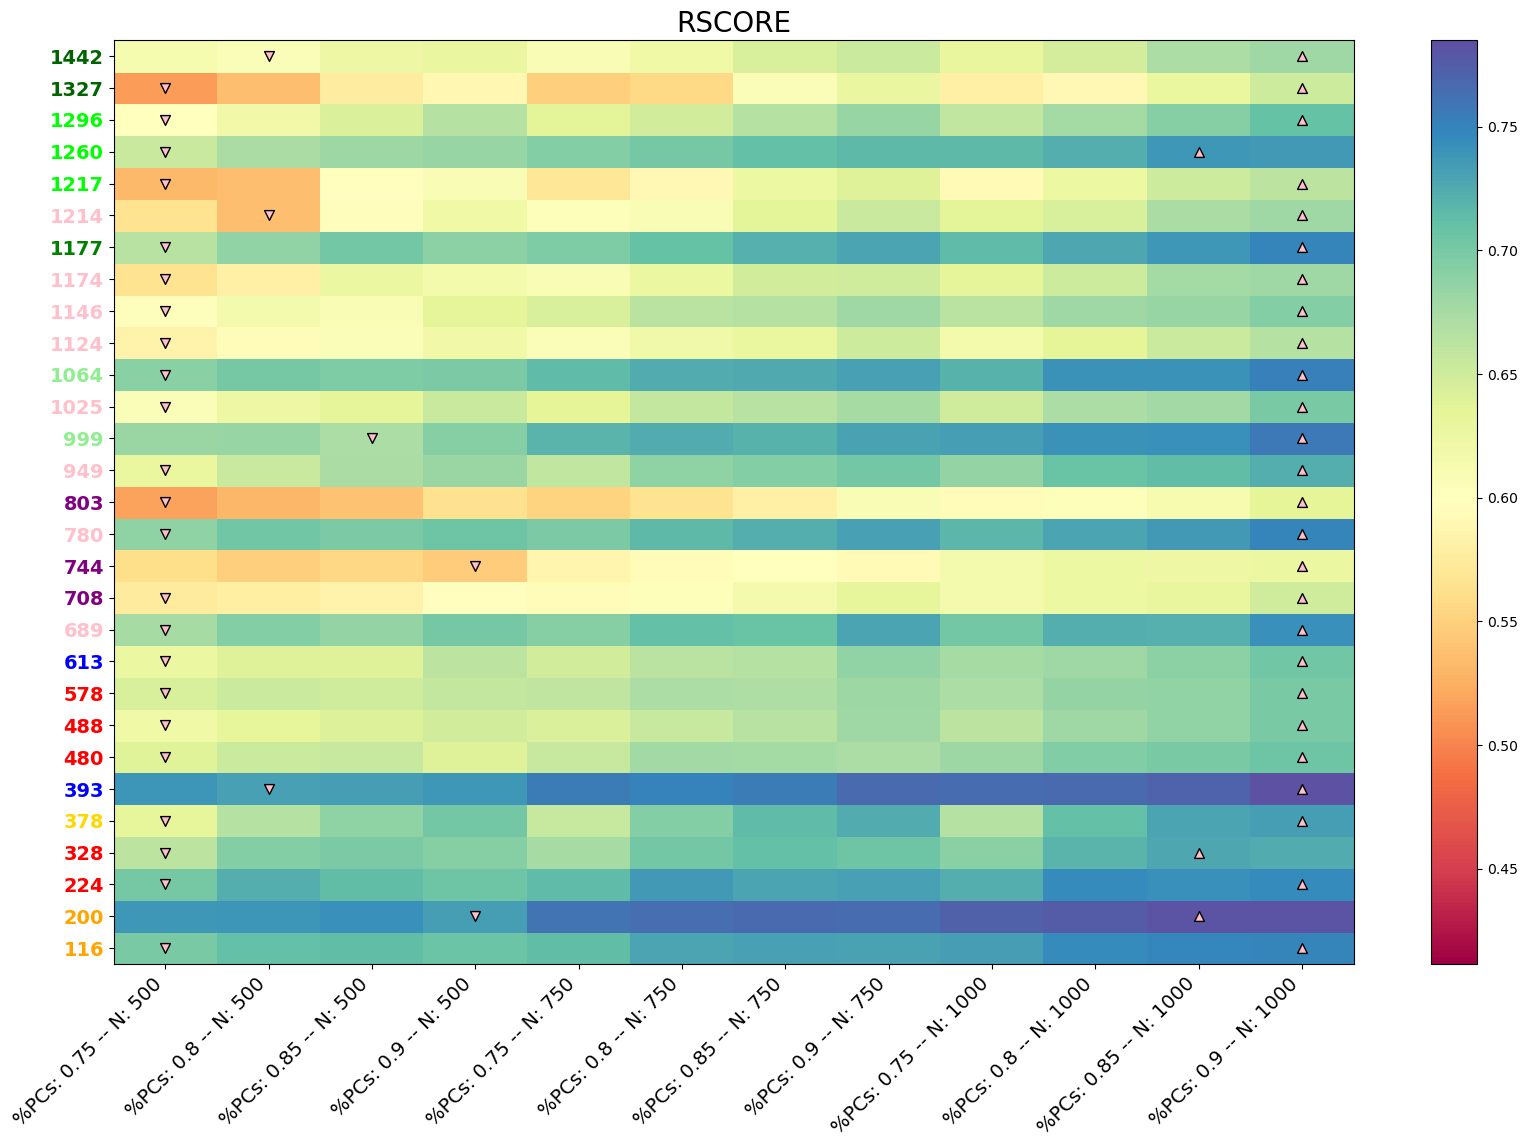 RSCORE
1442
1327
1296
1260
1217
1214
1177
1174
1146
1124
1064
1025
999
949
803
780
744
708
689
613
578
488
480
393
378
328
224
200
116
0.75
0.70
0.65
0.60
0.55
0.50
0.45
%PCs: 0.75 -- N: 500
%PCs: 0.8 -- N: 500
%PCs: 0.85 -- N: 500
%PCs: 0.9 -- N: 500
%PCs: 0.75 -- N: 750
%PCs: 0.8 -- N: 750
%PCs: 0.85 -- N: 750
%PCs: 0.9 -- N: 750
%PCs: 0.75 -- N: 1000
%PCs: 0.8 -- N: 1000
%PCs: 0.85 -- N: 1000
%PCs: 0.9 -- N: 1000